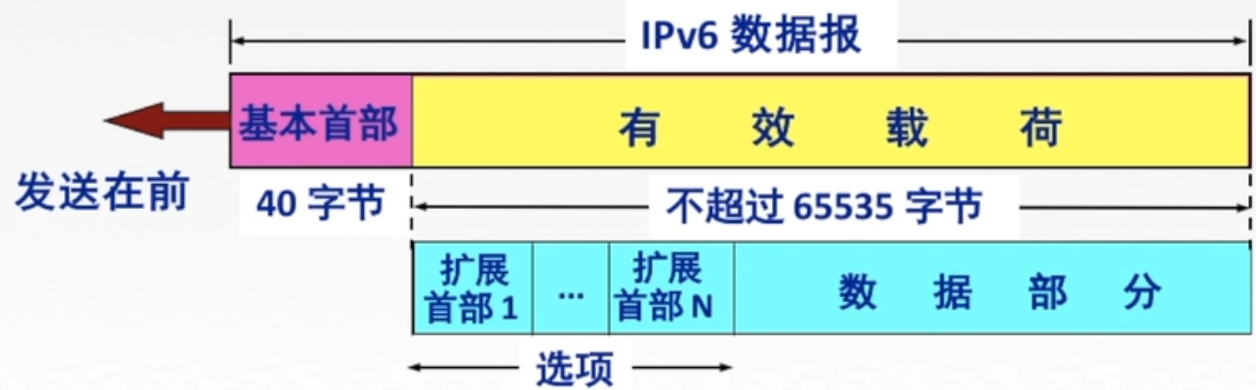 IPv6 数据报
基本首部
有效载荷
发送在前
40 字节
不超过 65535 字节
扩展
首部 1
...
扩展
首部 N
数据部分
选项